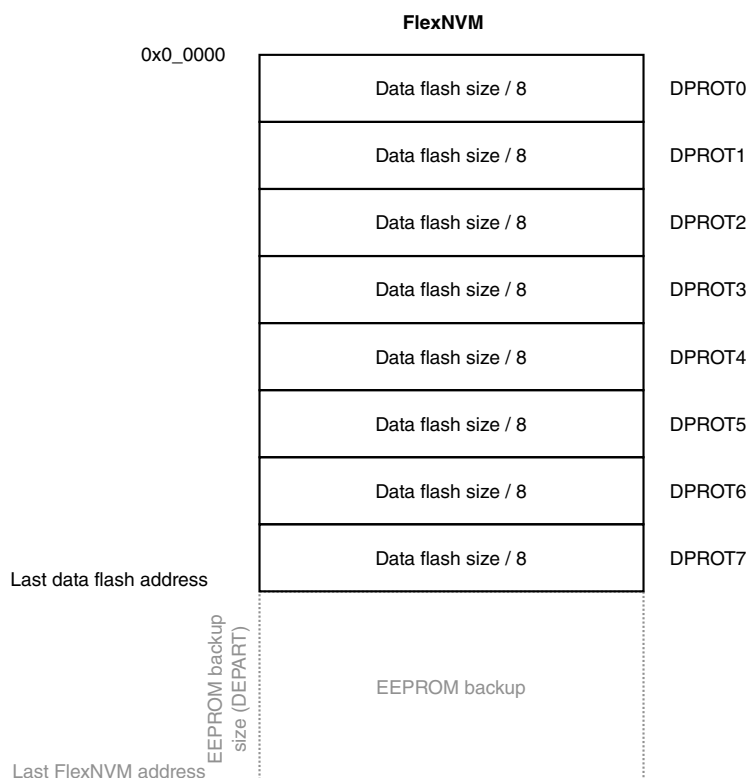 FlexNVM
0x0_0000
Data flash size / 8 DPROT0
Data flash size / 8 DPROT1
Data flash size / 8 DPROT2
Data flash size / 8 DPROT3
Data flash size / 8 DPROT4
Data flash size / 8 DPROT5
Data flash size / 8 DPROT6
Data flash size / 8 DPROT7
Last data flash address
EEPROM backup
size (DEPART)
EEPROM backup
Last FlexNVM address